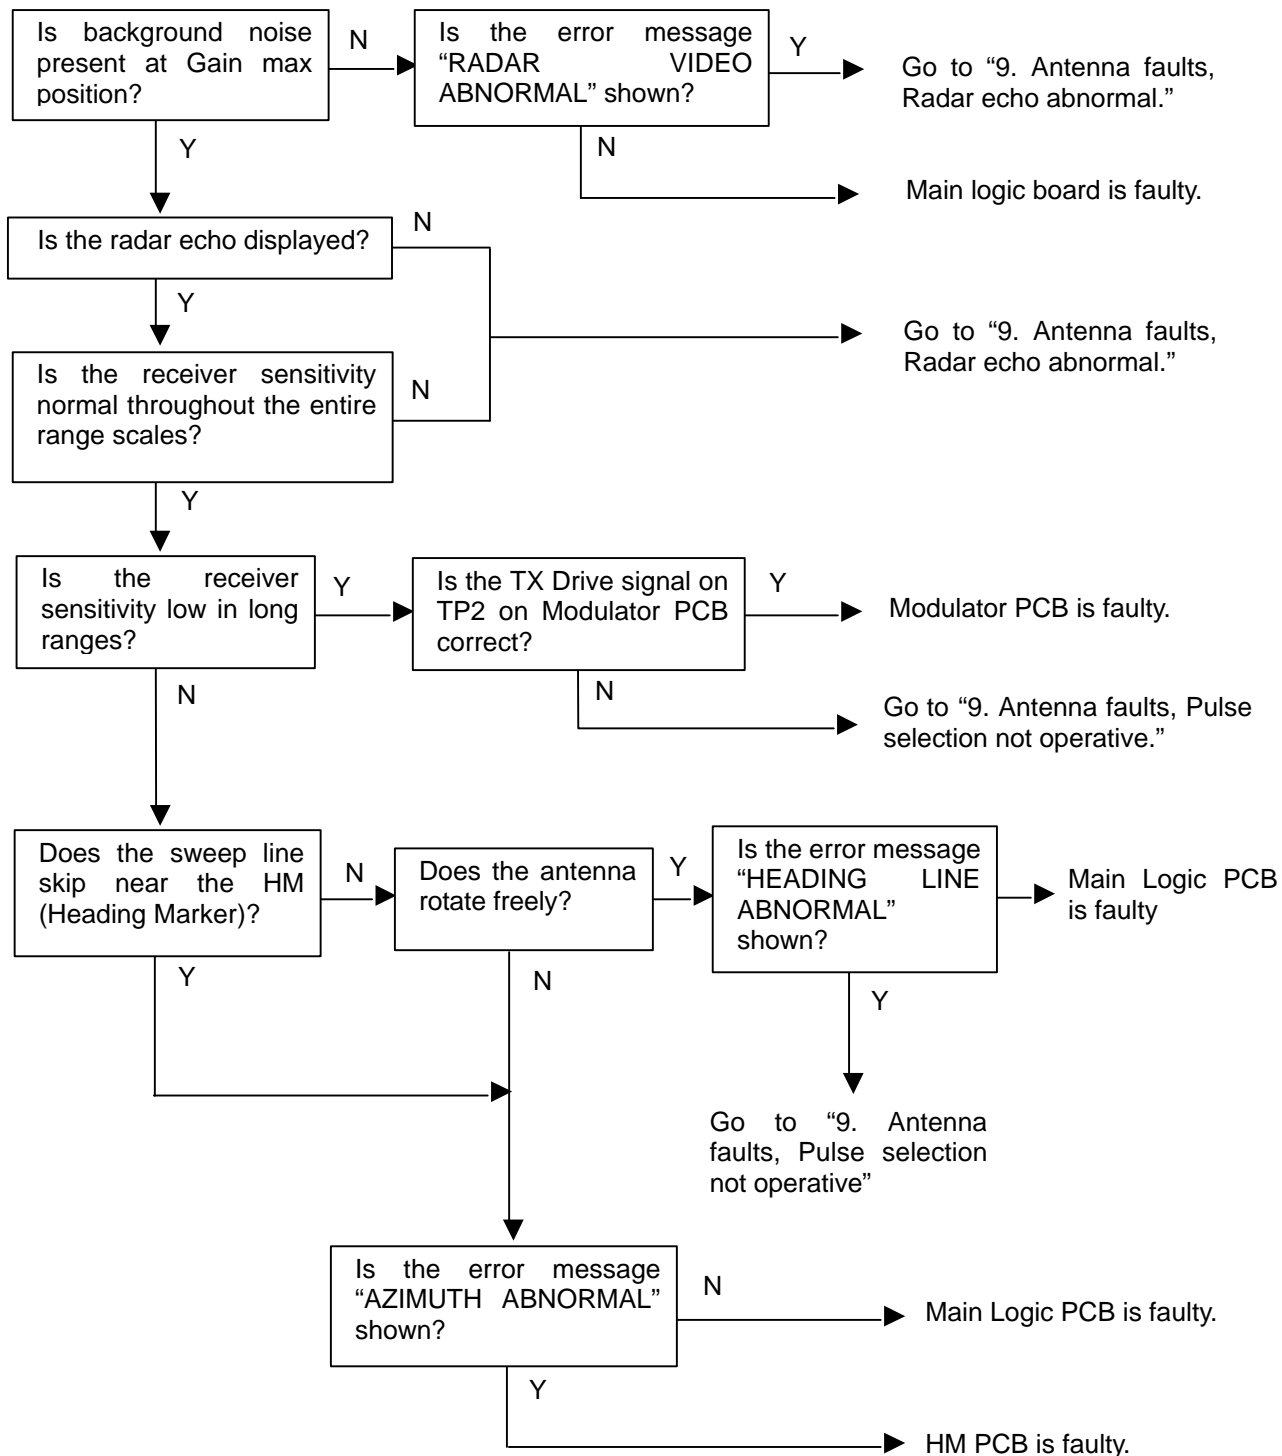 Is background noise
present at Gain max
position?
N
Is the error message
“RADAR VIDEO
ABNORMAL” shown?
Y
Go to “9. Antenna faults,
Radar echo abnormal.”
Y
N
Main logic board is faulty.
Is the radar echo displayed?
N
Y
Go to “9. Antenna faults,
Radar echo abnormal.”
Is the receiver sensitivity
normal throughout the entire
range scales?
N
Y
Is the receiver
sensitivity low in long
ranges?
Y
Is the TX Drive signal on
TP2 on Modulator PCB
correct?
Y
Modulator PCB is faulty.
N
N
Go to “9. Antenna faults, Pulse
selection not operative.”
Does the sweep line
skip near the HM
(Heading Marker)?
N
Does the antenna
rotate freely?
Y
Is the error message
“HEADING LINE
ABNORMAL”
shown?
Main Logic PCB
is faulty
Y
N
Y
Go to “9. Antenna
faults, Pulse selection
not operative”
Is the error message
“AZIMUTH ABNORMAL”
shown?
N
Main Logic PCB is faulty.
Y
HM PCB is faulty.